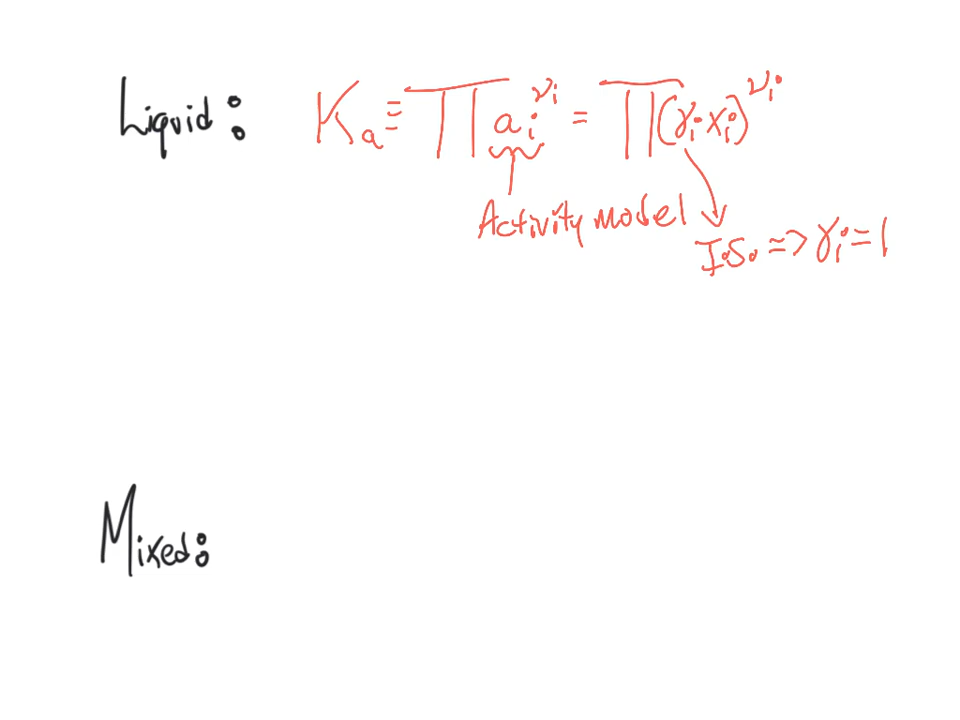 Liquid: Kₐ ≡ ∏ aᵢ^νᵢ = ∏(γᵢ·xᵢ)^νᵢ
Activity model
I.S. => γᵢ = 1
Mixed: